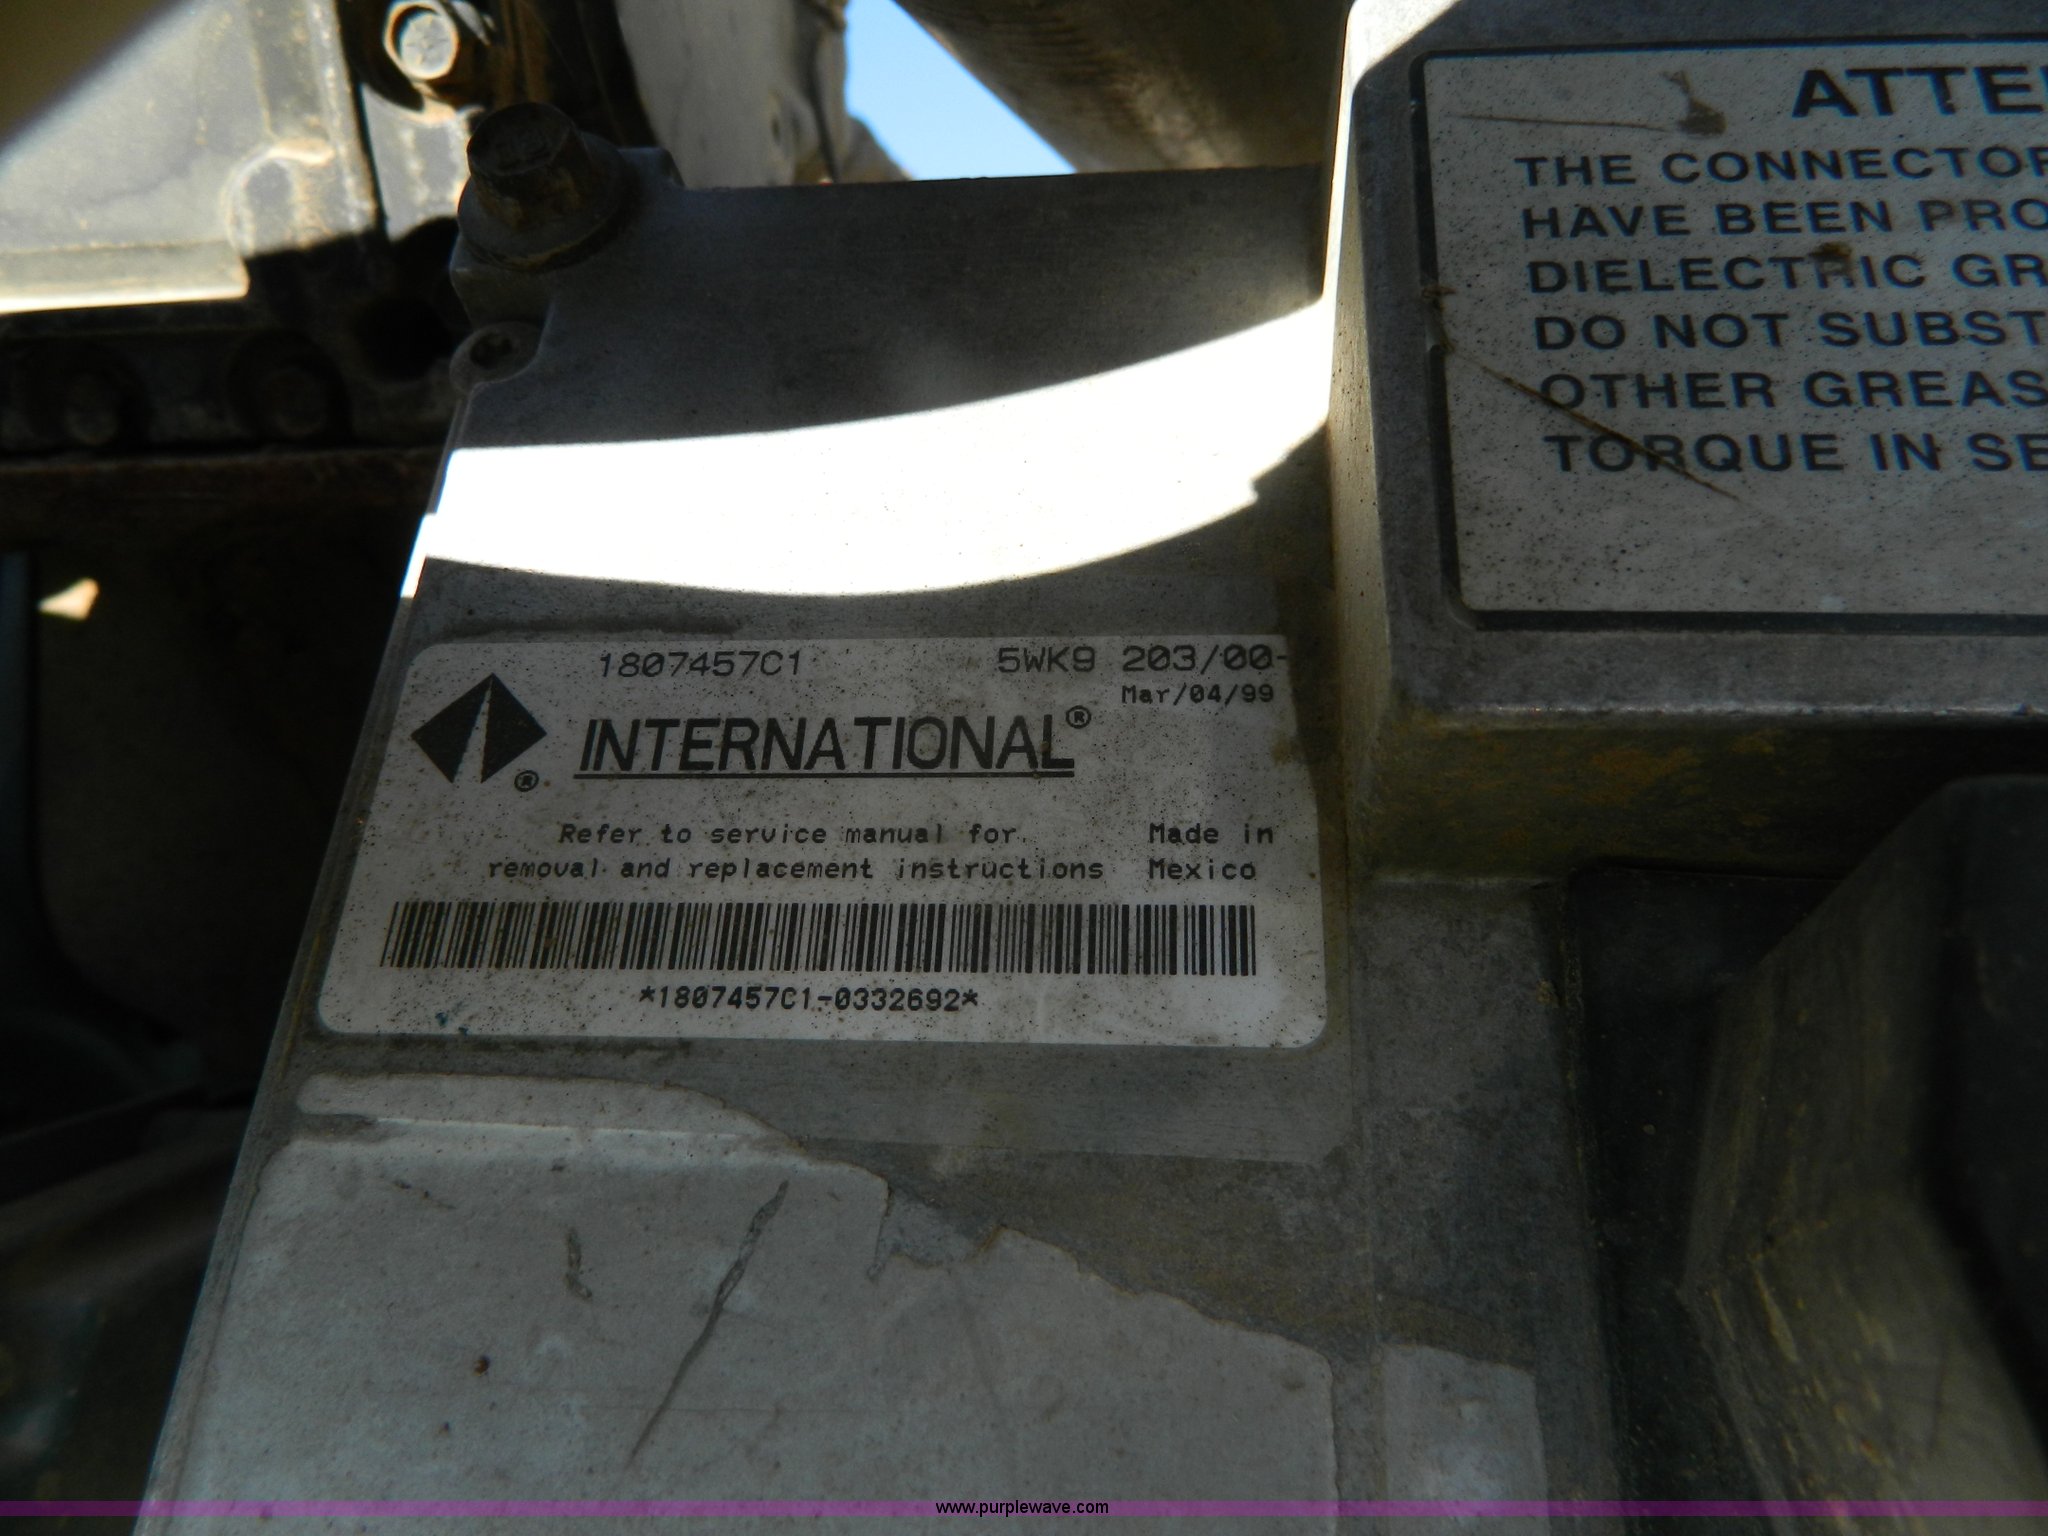 ATTE
THE CONNECTOR
HAVE BEEN PRO
DIELECTRIC GR
DO NOT SUBST
OTHER GREAS
TORQUE IN SE
1807457C1 5WK9 203/00-
Mar/04/99
INTERNATIONAL®
®
Refer to service manual for Made in
removal and replacement instructions Mexico
*1807457C1-0332692*
www.purplewave.com